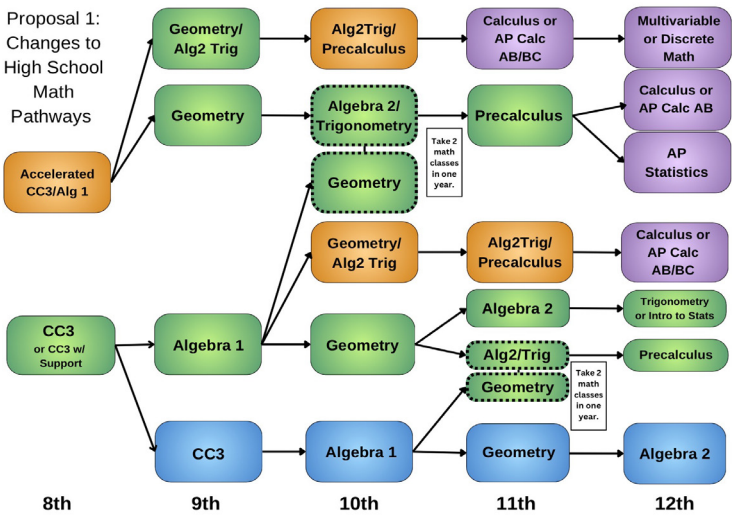 Proposal 1:
Changes to
High School
Math
Pathways
Geometry/
Alg2 Trig
Alg2Trig/
Precalculus
Calculus or
AP Calc
AB/BC
Multivariable
or Discrete
Math
Geometry
Algebra 2/
Trigonometry
Precalculus
Calculus or
AP Calc AB
Take 2
math
classes
in one
year.
Accelerated
CC3/Alg 1
Geometry
AP
Statistics
Geometry/
Alg2 Trig
Alg2Trig/
Precalculus
Calculus or
AP Calc
AB/BC
CC3
or CC3 w/
Support
Algebra 1
Geometry
Algebra 2
Trigonometry
or Intro to Stats
Alg2/Trig
Precalculus
Geometry
Take 2
math
classes
in one
year.
CC3
Algebra 1
Geometry
Algebra 2
8th
9th
10th
11th
12th